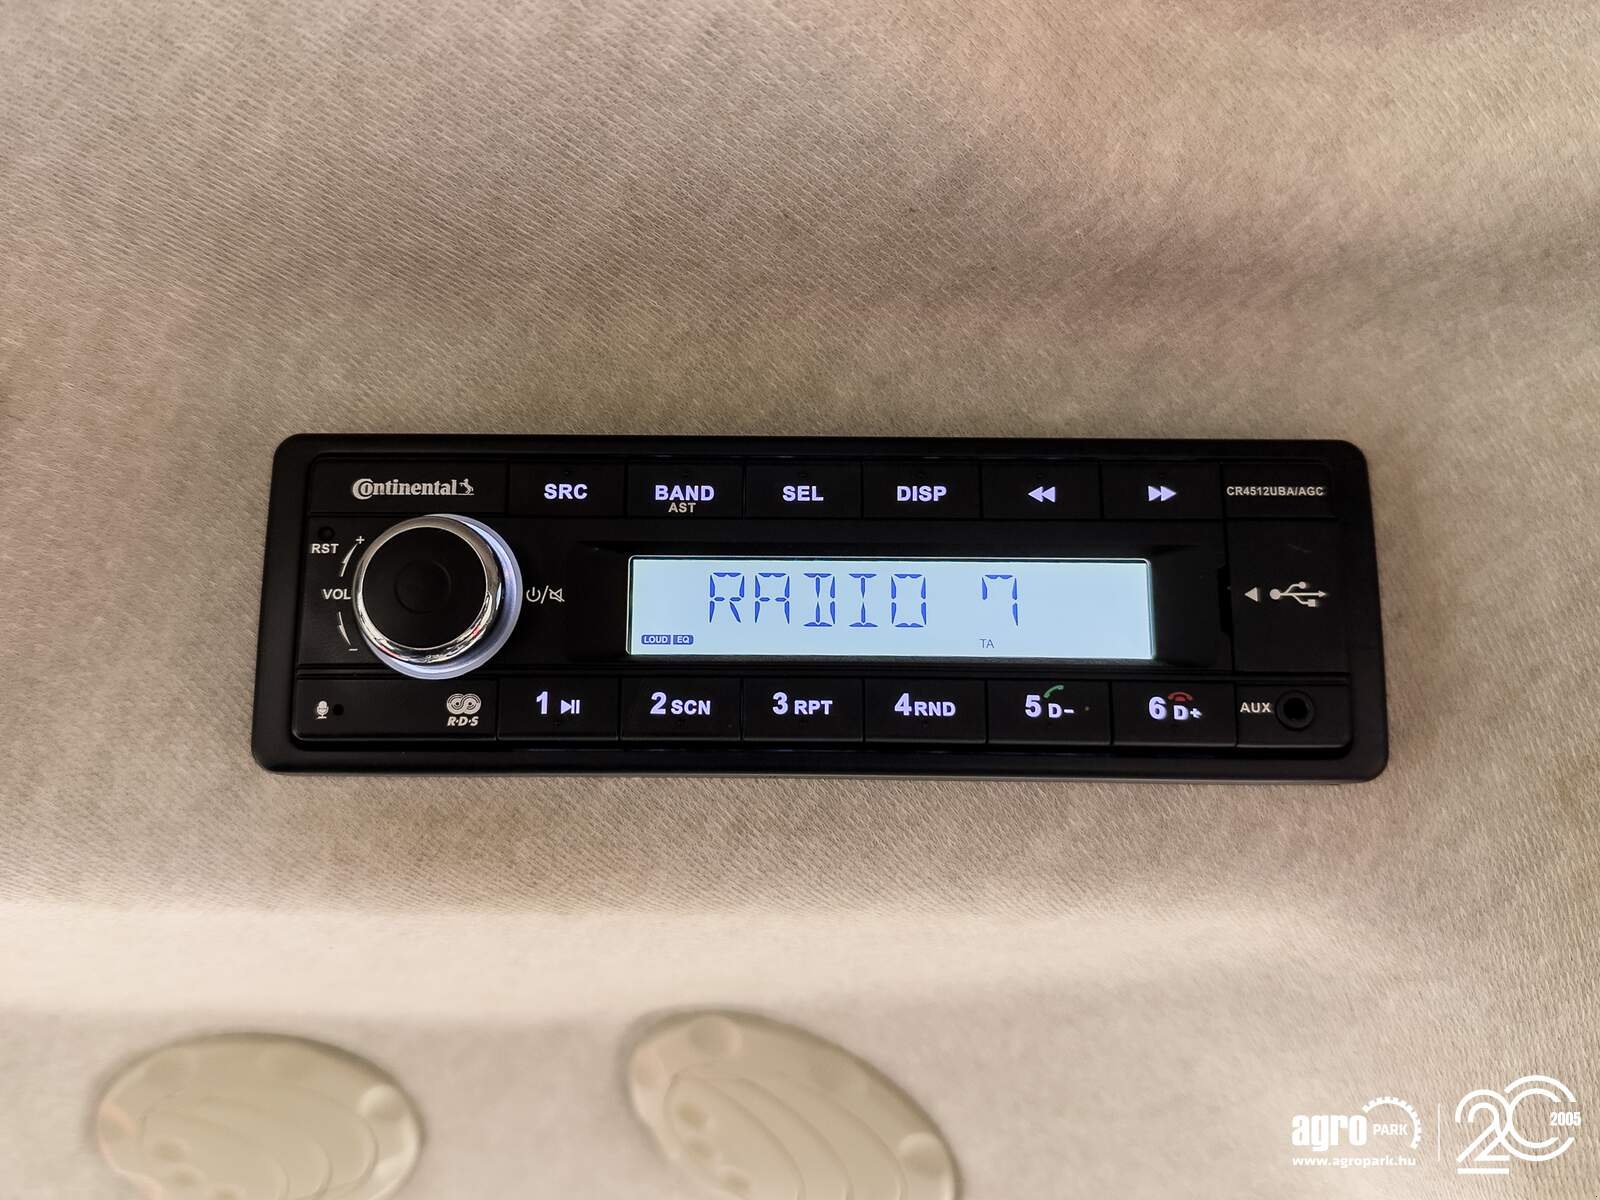 Continental
SRC
BAND
AST
SEL
DISP
CR4512UBA/AGC
RST
+
VOL
-
RADIO 7
LOUD EQ
TA
R·D·S
1
2 SCN
3 RPT
4 RND
5 D-
6 D+
AUX
agro PARK
www.agropark.hu
20
2005